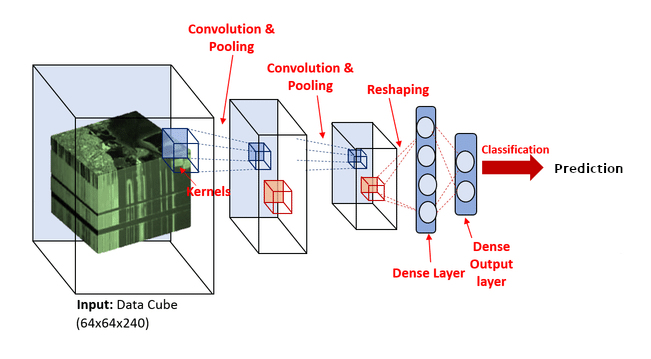 Convolution &
Pooling
Convolution &
Pooling
Reshaping
Classification
Prediction
Kernels
Dense Layer
Dense
Output
layer
Input: Data Cube
(64x64x240)